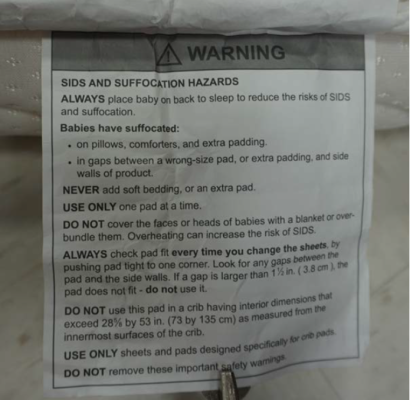 WARNING
SIDS AND SUFFOCATION HAZARDS
ALWAYS place baby on back to sleep to reduce the risks of SIDS
and suffocation.
Babies have suffocated:
• on pillows, comforters, and extra padding.
• in gaps between a wrong-size pad, or extra padding, and side
walls of product.
NEVER add soft bedding, or an extra pad.
USE ONLY one pad at a time.
DO NOT cover the faces or heads of babies with a blanket or over-
bundle them. Overheating can increase the risk of SIDS.
ALWAYS check pad fit every time you change the sheets, by
pushing pad tight to one corner. Look for any gaps between the
pad and the side walls. If a gap is larger than 1½ in. ( 3.8 cm ), the
pad does not fit - do not use it.
DO NOT use this pad in a crib having interior dimensions that
exceed 28⅝ by 53 in. (73 by 135 cm) as measured from the
innermost surfaces of the crib.
USE ONLY sheets and pads designed specifically for crib pads.
DO NOT remove these important safety warnings.